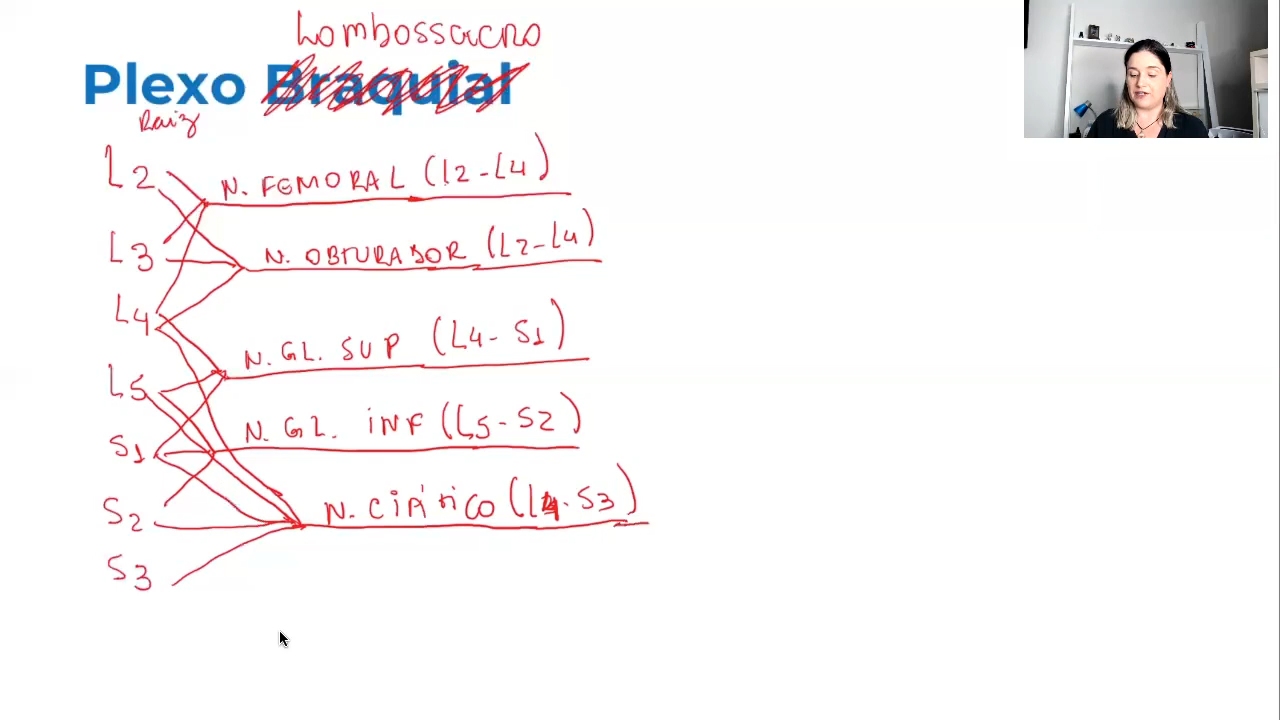 Lombossacro
Plexo Braquial
Raiz
L2
N. FEMORAL (L2-L4)
L3
N. OBTURADOR (L2-L4)
L4
N. GL. SUP (L4-S1)
L5
N. GL. INF (L5-S2)
S1
N. CIÁTICO (L4-S3)
S2
S3